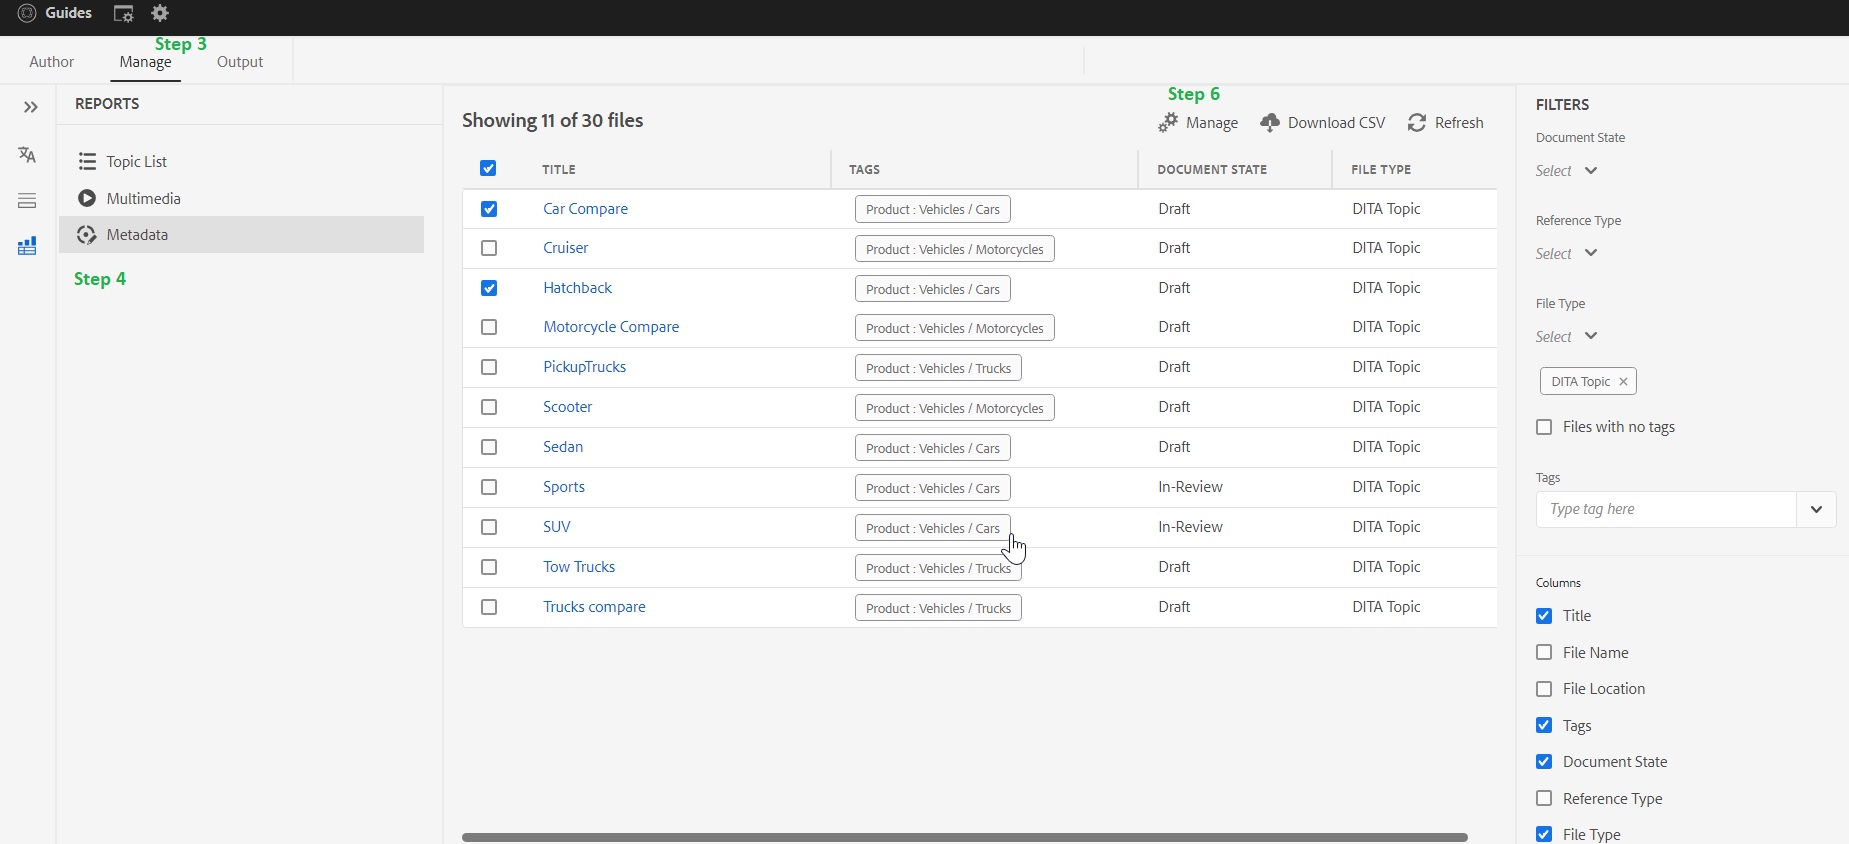 Guides
Step 3
Author Manage Output
REPORTS
Topic List
Multimedia
Metadata
Step 4
Step 6
Showing 11 of 30 files
Manage Download CSV Refresh
TITLE TAGS DOCUMENT STATE FILE TYPE
Car Compare Product : Vehicles / Cars Draft DITA Topic
Cruiser Product : Vehicles / Motorcycles Draft DITA Topic
Hatchback Product : Vehicles / Cars Draft DITA Topic
Motorcycle Compare Product : Vehicles / Motorcycles Draft DITA Topic
PickupTrucks Product : Vehicles / Trucks Draft DITA Topic
Scooter Product : Vehicles / Motorcycles Draft DITA Topic
Sedan Product : Vehicles / Cars Draft DITA Topic
Sports Product : Vehicles / Cars In-Review DITA Topic
SUV Product : Vehicles / Cars In-Review DITA Topic
Tow Trucks Product : Vehicles / Trucks Draft DITA Topic
Trucks compare Product : Vehicles / Trucks Draft DITA Topic
FILTERS
Document State
Select
Reference Type
Select
File Type
Select
DITA Topic
Files with no tags
Tags
Type tag here
Columns
Title
File Name
File Location
Tags
Document State
Reference Type
File Type